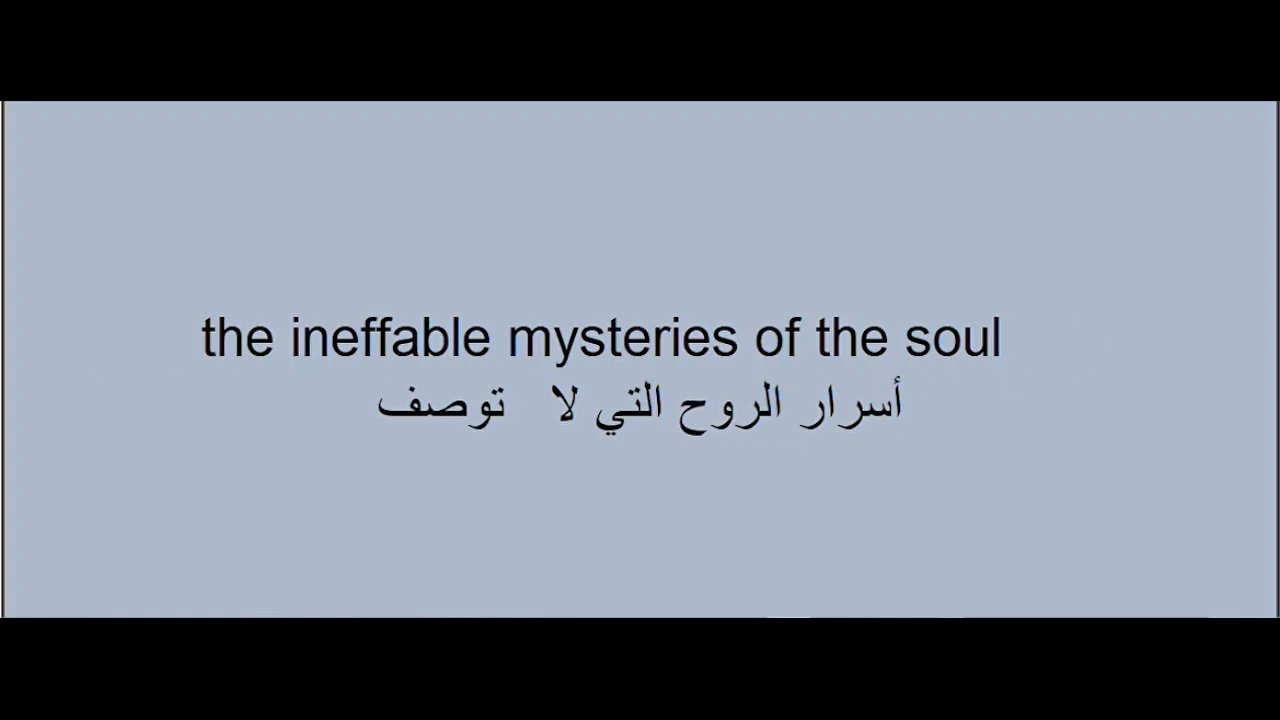 the ineffable mysteries of the soul
أسرار الروح التي لا توصف